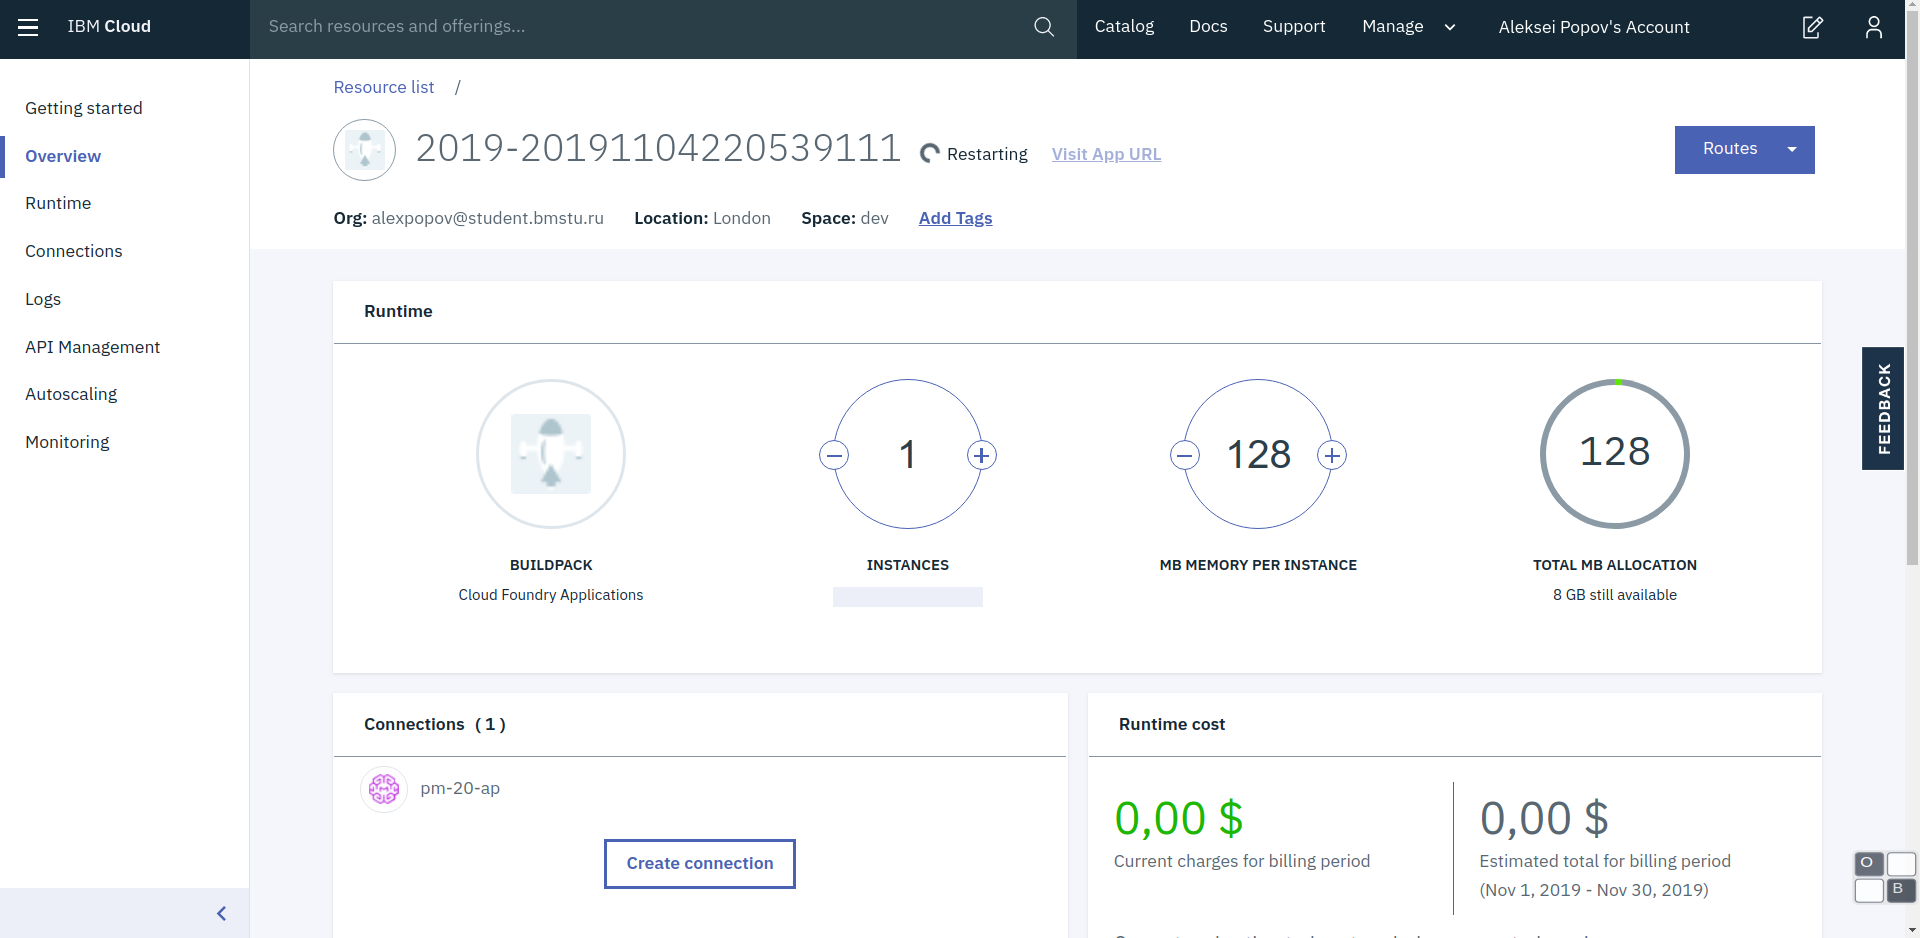 IBM Cloud
Search resources and offerings...
Catalog
Docs
Support
Manage
Aleksei Popov's Account
Getting started
Overview
Runtime
Connections
Logs
API Management
Autoscaling
Monitoring
Resource list /
2019-20191104220539111
Restarting
Visit App URL
Routes
Org: alexpopov@student.bmstu.ru
Location: London
Space: dev
Add Tags
Runtime
1
128
128
BUILDPACK
INSTANCES
MB MEMORY PER INSTANCE
TOTAL MB ALLOCATION
Cloud Foundry Applications
8 GB still available
FEEDBACK
Connections (1)
pm-20-ap
Create connection
Runtime cost
0,00 $
Current charges for billing period
0,00 $
Estimated total for billing period
(Nov 1, 2019 - Nov 30, 2019)
O
B